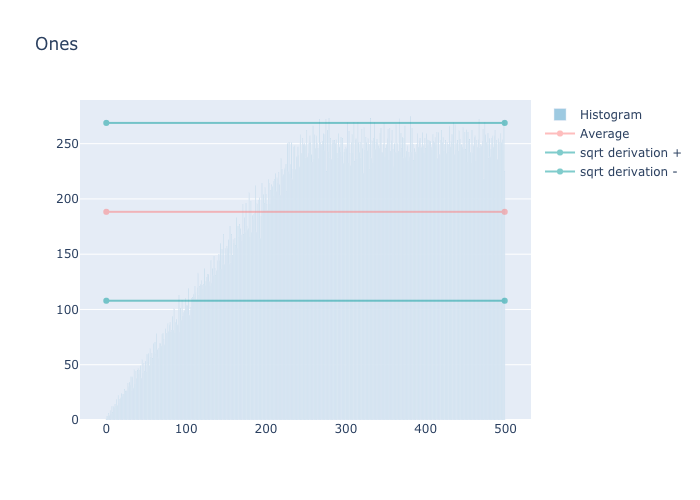 Ones
Histogram
Average
sqrt derivation +
sqrt derivation -
250
200
150
100
50
0
0 100 200 300 400 500